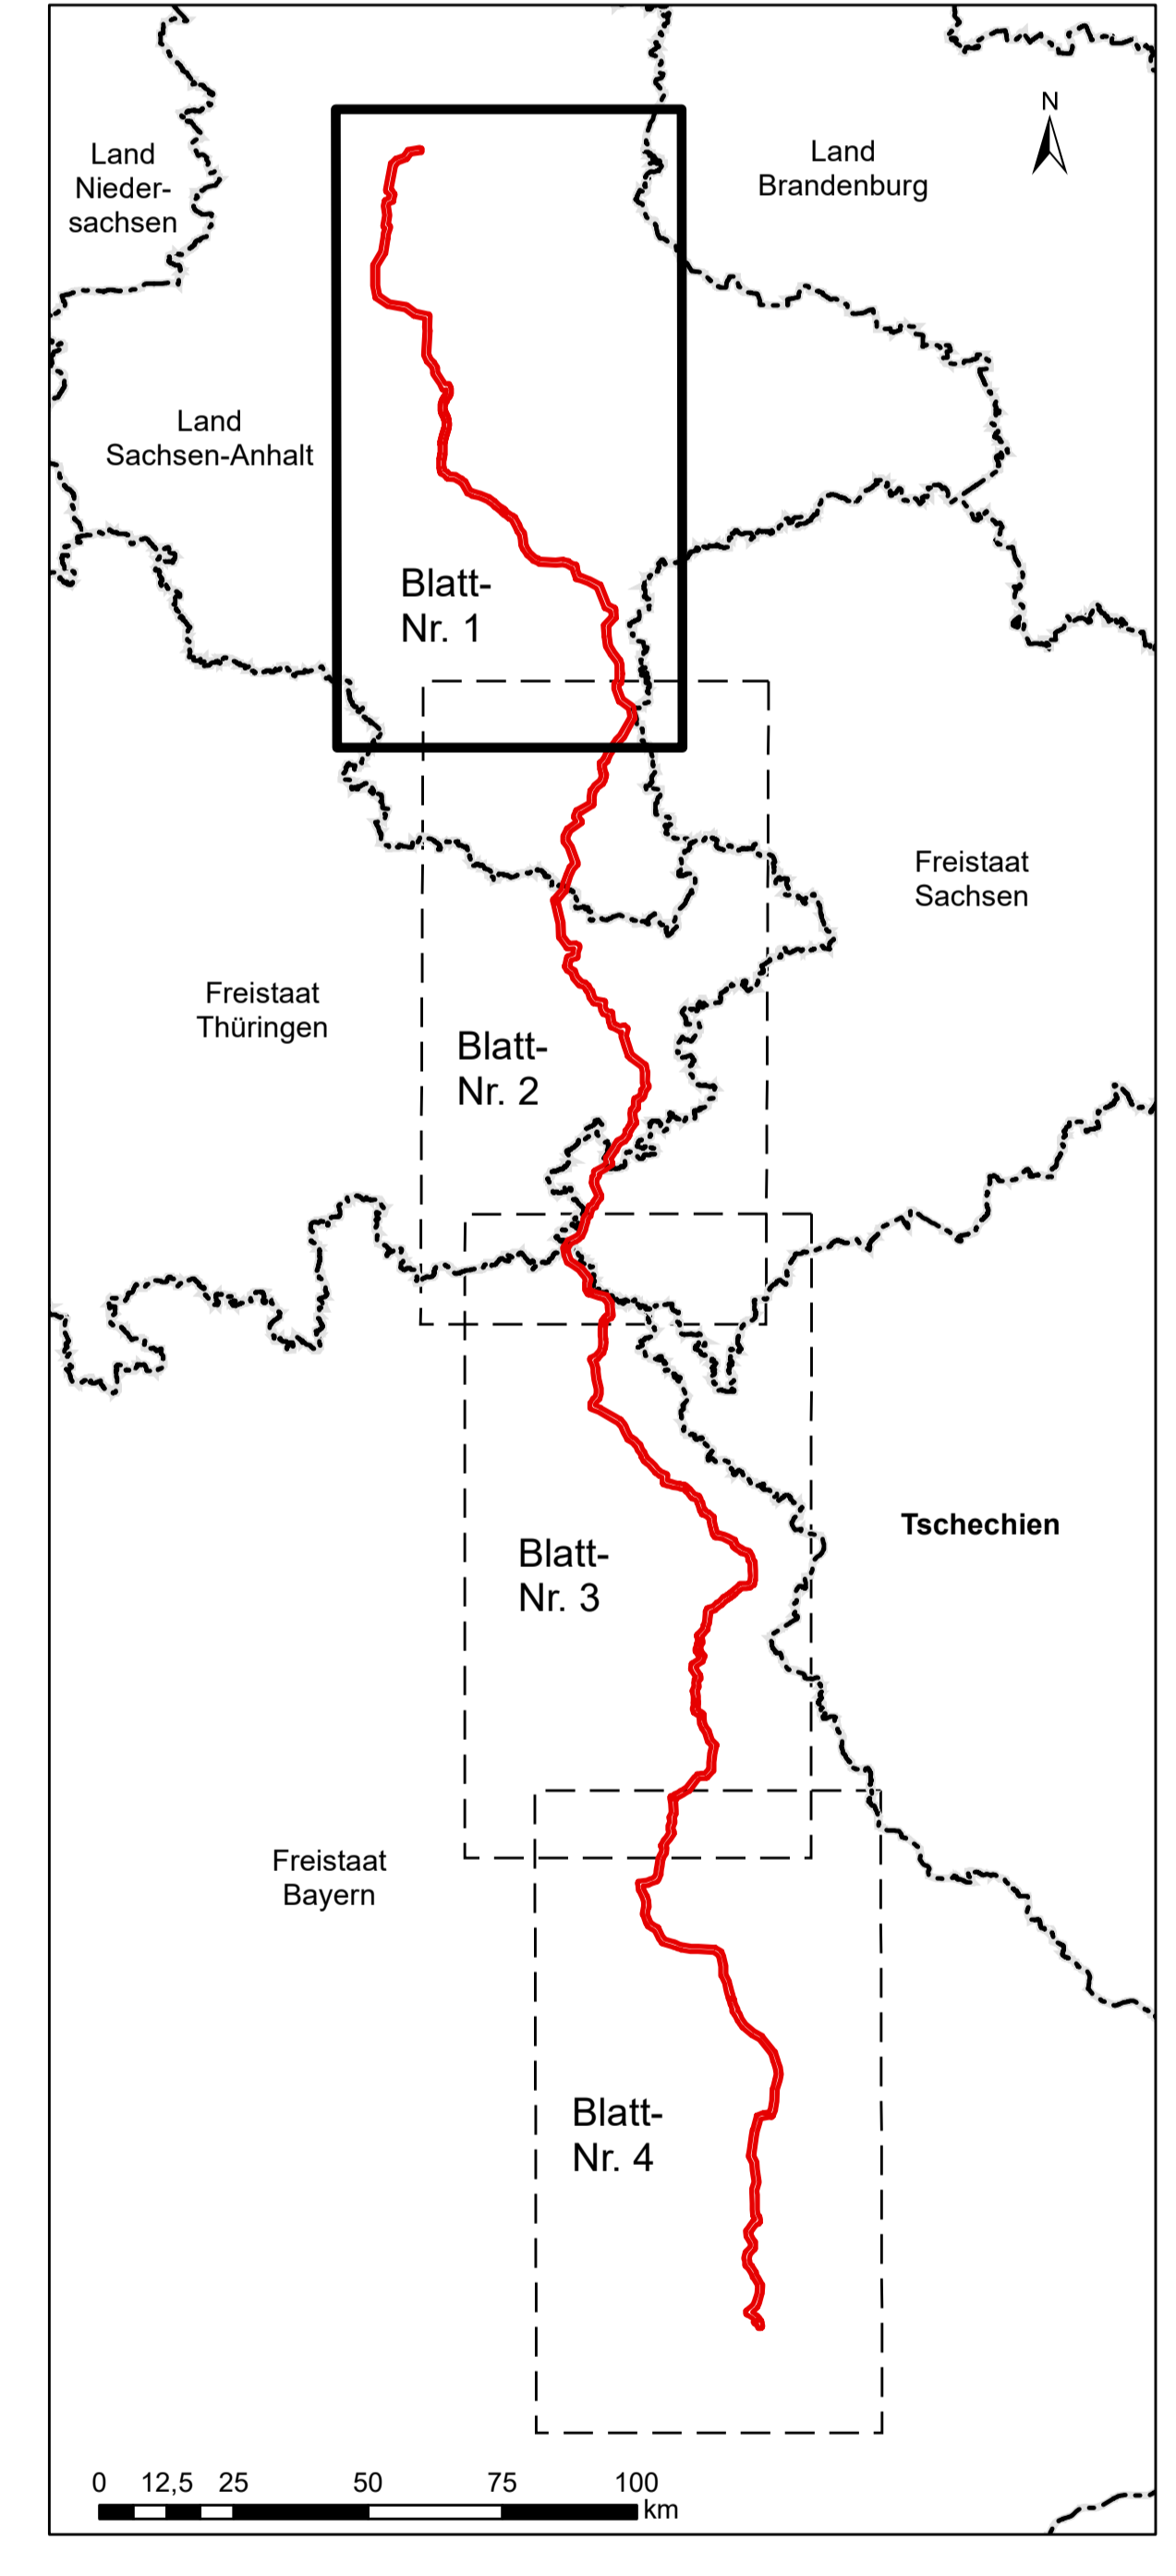 N
Land
Nieder-
sachsen
Land
Brandenburg
Land
Sachsen-Anhalt
Blatt-
Nr. 1
Freistaat
Sachsen
Freistaat
Thüringen
Blatt-
Nr. 2
Tschechien
Blatt-
Nr. 3
Freistaat
Bayern
Blatt-
Nr. 4
0 12,5 25 50 75 100
km